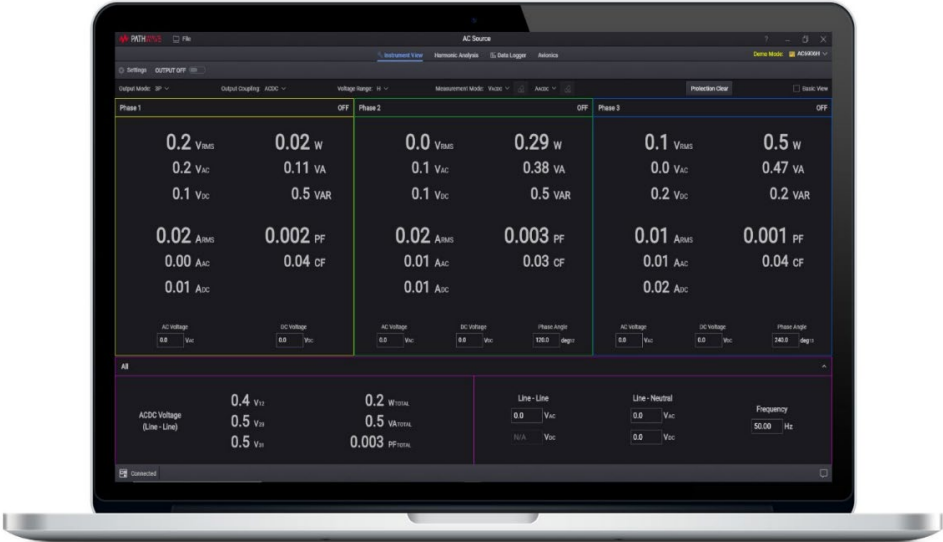 PATHWAVE File AC Source ?
Instrument View Harmonic Analysis Data Logger Avionics Demo Mode: AC6906H
Settings OUTPUT OFF
Output Mode: 3P Output Coupling: ACDC Voltage Range: H Measurement Mode: VACDC AACDC Protection Clear Basic View
Phase 1 OFF Phase 2 OFF Phase 3 OFF
0.2 VRMS 0.02 W 0.0 VRMS 0.29 W 0.1 VRMS 0.5 W
0.2 VAC 0.11 VA 0.1 VAC 0.38 VA 0.0 VAC 0.47 VA
0.1 VDC 0.5 VAR 0.1 VDC 0.5 VAR 0.2 VDC 0.2 VAR
0.02 ARMS 0.002 PF 0.02 ARMS 0.003 PF 0.01 ARMS 0.001 PF
0.00 AAC 0.04 CF 0.01 AAC 0.03 CF 0.01 AAC 0.04 CF
0.01 ADC 0.01 ADC 0.02 ADC
AC Voltage DC Voltage AC Voltage DC Voltage Phase Angle AC Voltage DC Voltage Phase Angle
0.0 VAC 0.0 VDC 0.0 VAC 0.0 VDC 120.0 deg 0.0 VAC 0.0 VDC 240.0 deg
All
ACDC Voltage
(Line - Line)
0.4 V12 0.2 WTOTAL
0.5 V23 0.5 VATOTAL
0.5 V31 0.003 PFTOTAL
Line - Line Line - Neutral Frequency
0.0 VAC 0.0 VAC 50.00 Hz
N/A VDC 0.0 VDC
Connected